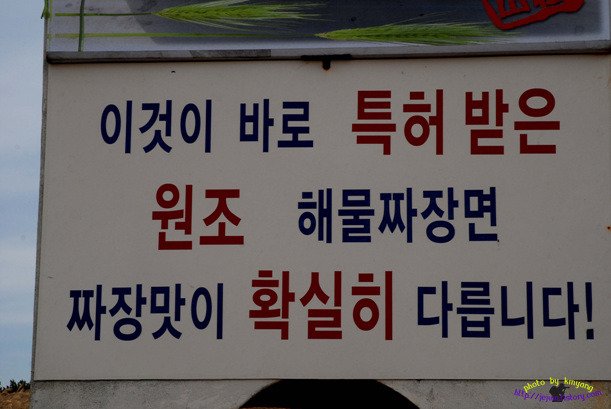 이것이 바로 특허 받은
원조 해물짜장면
짜장맛이 확실히 다릅니다!
photo by kmyang